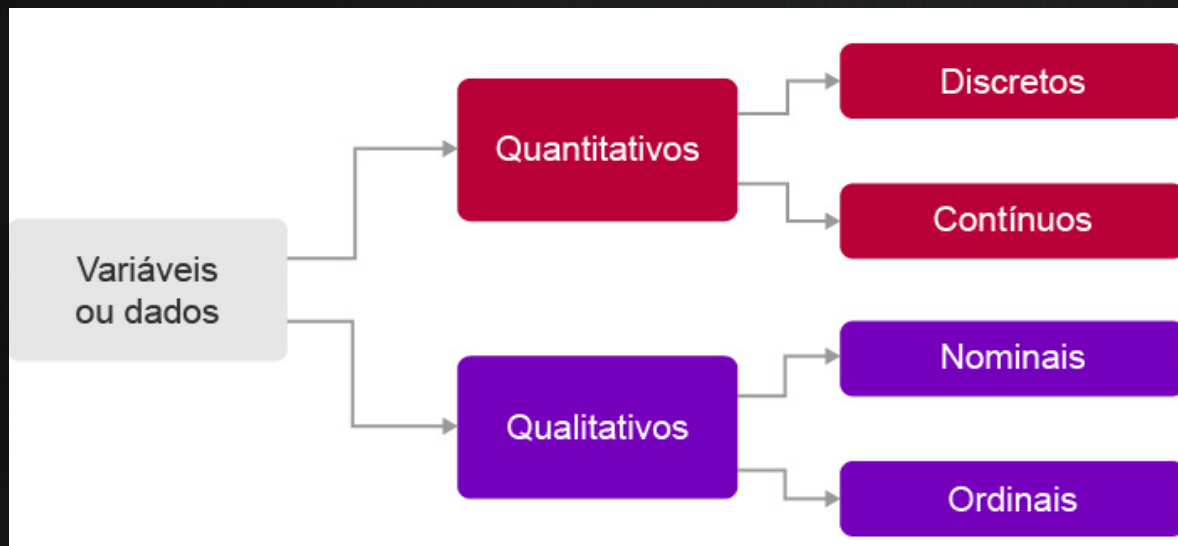 Variáveis
ou dados
Quantitativos
Discretos
Contínuos
Qualitativos
Nominais
Ordinais